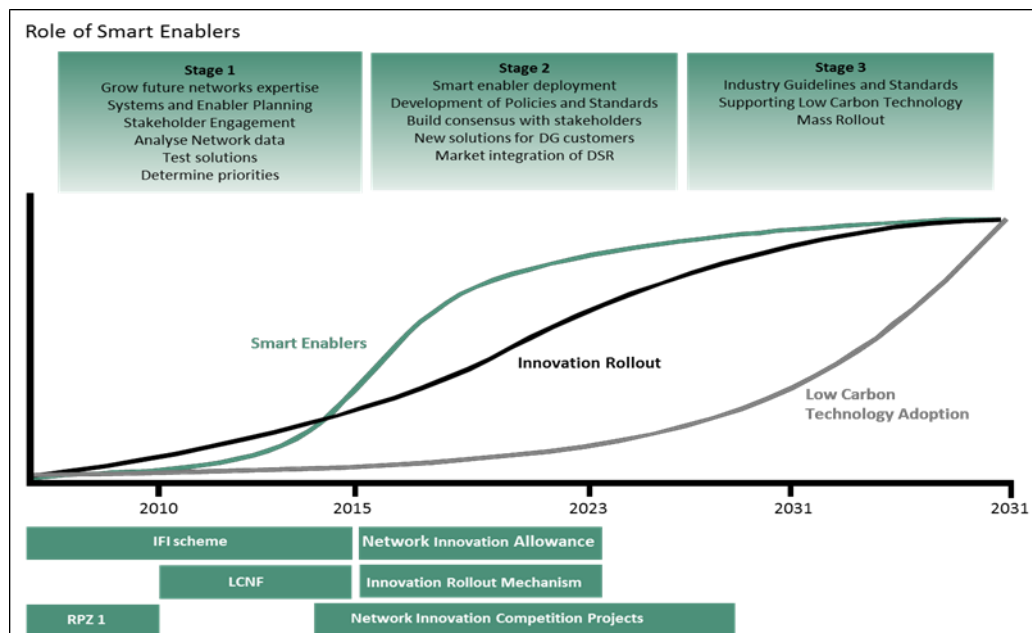 Role of Smart Enablers
Stage 1
Grow future networks expertise
Systems and Enabler Planning
Stakeholder Engagement
Analyse Network data
Test solutions
Determine priorities
Stage 2
Smart enabler deployment
Development of Policies and Standards
Build consensus with stakeholders
New solutions for DG customers
Market integration of DSR
Stage 3
Industry Guidelines and Standards
Supporting Low Carbon Technology
Mass Rollout
Smart Enablers
Innovation Rollout
Low Carbon
Technology Adoption
2010
2015
2023
2031
2031
IFI scheme
Network Innovation Allowance
LCNF
Innovation Rollout Mechanism
RPZ 1
Network Innovation Competition Projects